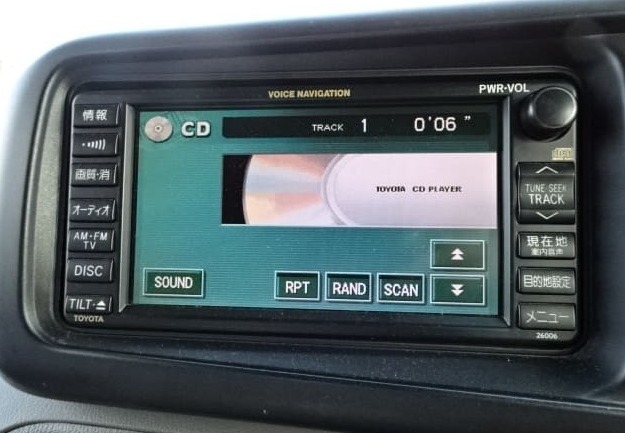 VOICE NAVIGATION
PWR·VOL
情報
画質·消
オーディオ
AM·FM
TV
DISC
TILT·⏏
TOYOTA
CD
TRACK 1 0'06"
TOYOTA CD PLAYER
SOUND
RPT
RAND
SCAN
TUNE SEEK
TRACK
現在地
案内音声
目的地設定
メニュー
26006